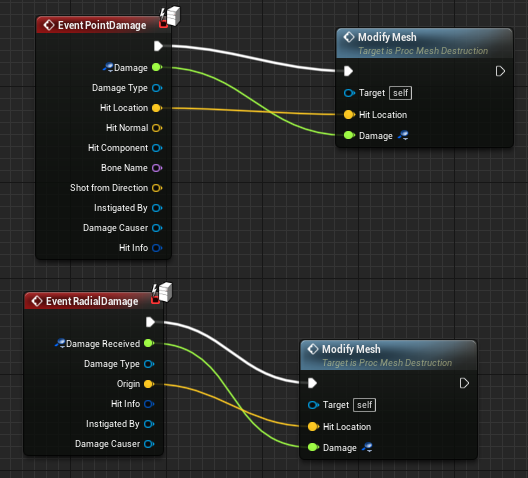 Event PointDamage
Damage
Damage Type
Hit Location
Hit Normal
Hit Component
Bone Name
Shot from Direction
Instigated By
Damage Causer
Hit Info
Modify Mesh
Target is Proc Mesh Destruction
Target self
Hit Location
Damage
Event RadialDamage
Damage Received
Damage Type
Origin
Hit Info
Instigated By
Damage Causer
Modify Mesh
Target is Proc Mesh Destruction
Target self
Hit Location
Damage